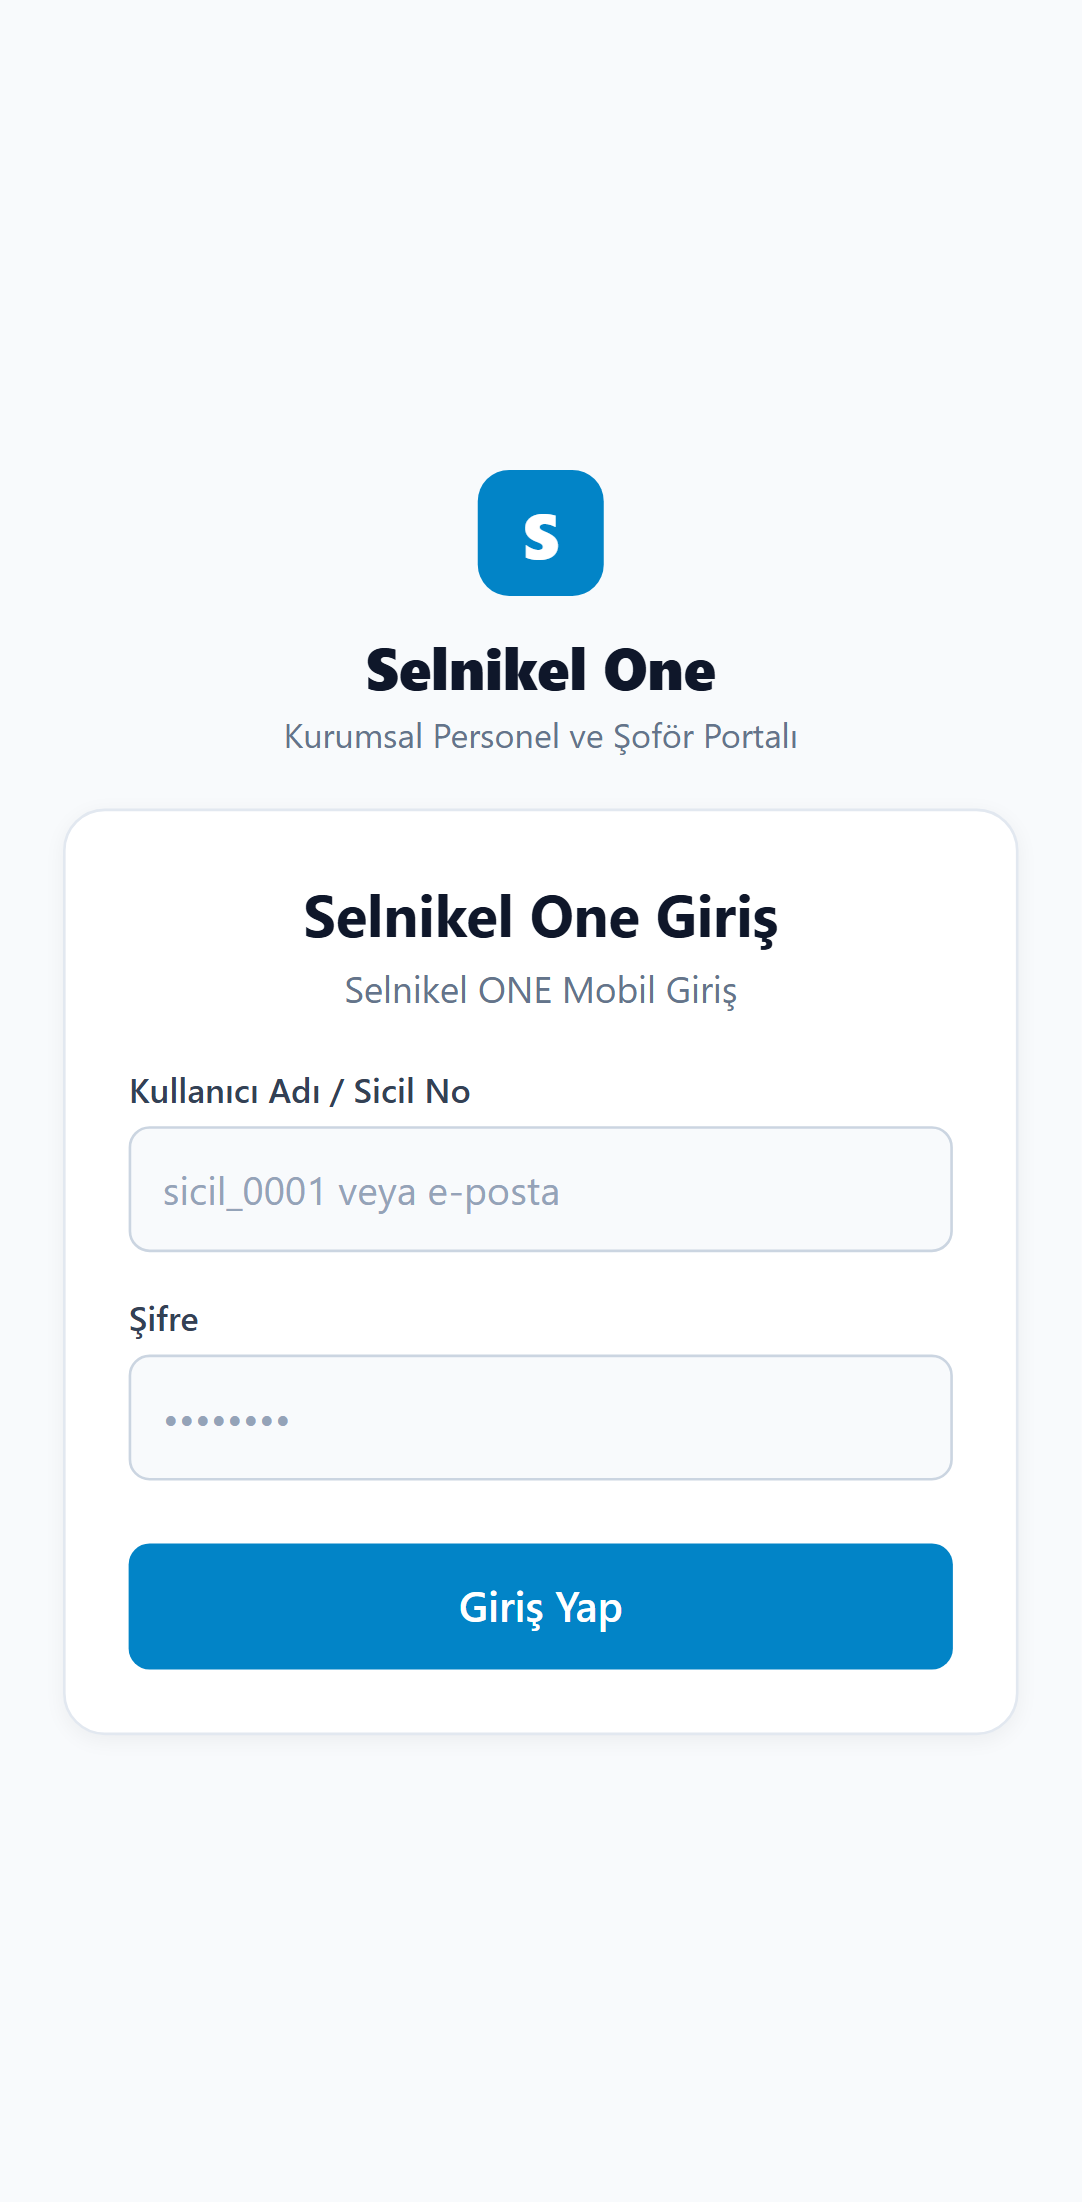 S
Selnikel One
Kurumsal Personel ve Şoför Portalı
Selnikel One Giriş
Selnikel ONE Mobil Giriş
Kullanıcı Adı / Sicil No
sicil_0001 veya e-posta
Şifre
••••••••
Giriş Yap